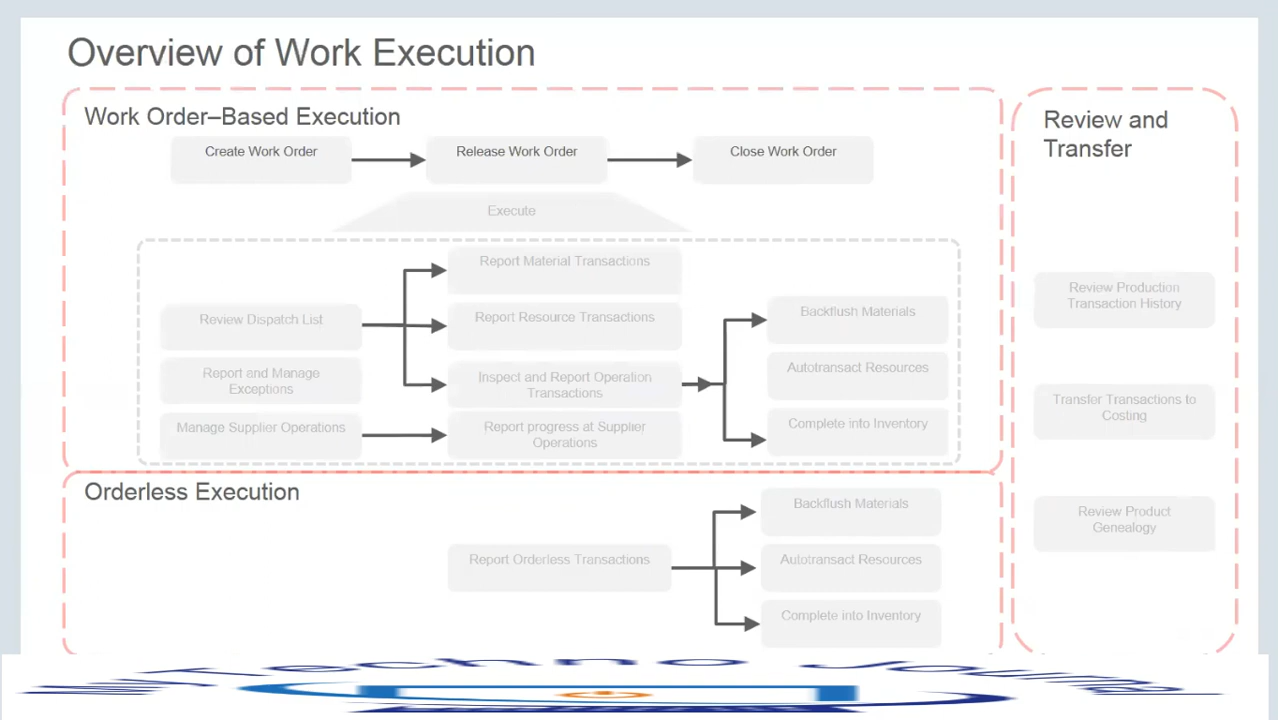 Overview of Work Execution
Work Order–Based Execution
Create Work Order
Release Work Order
Close Work Order
Execute
Report Material Transactions
Review Dispatch List
Report Resource Transactions
Backflush Materials
Report and Manage
Exceptions
Inspect and Report Operation
Transactions
Autotransact Resources
Manage Supplier Operations
Report progress at Supplier
Operations
Complete into Inventory
Orderless Execution
Report Orderless Transactions
Backflush Materials
Autotransact Resources
Complete into Inventory
Review and
Transfer
Review Production
Transaction History
Transfer Transactions to
Costing
Review Product
Genealogy